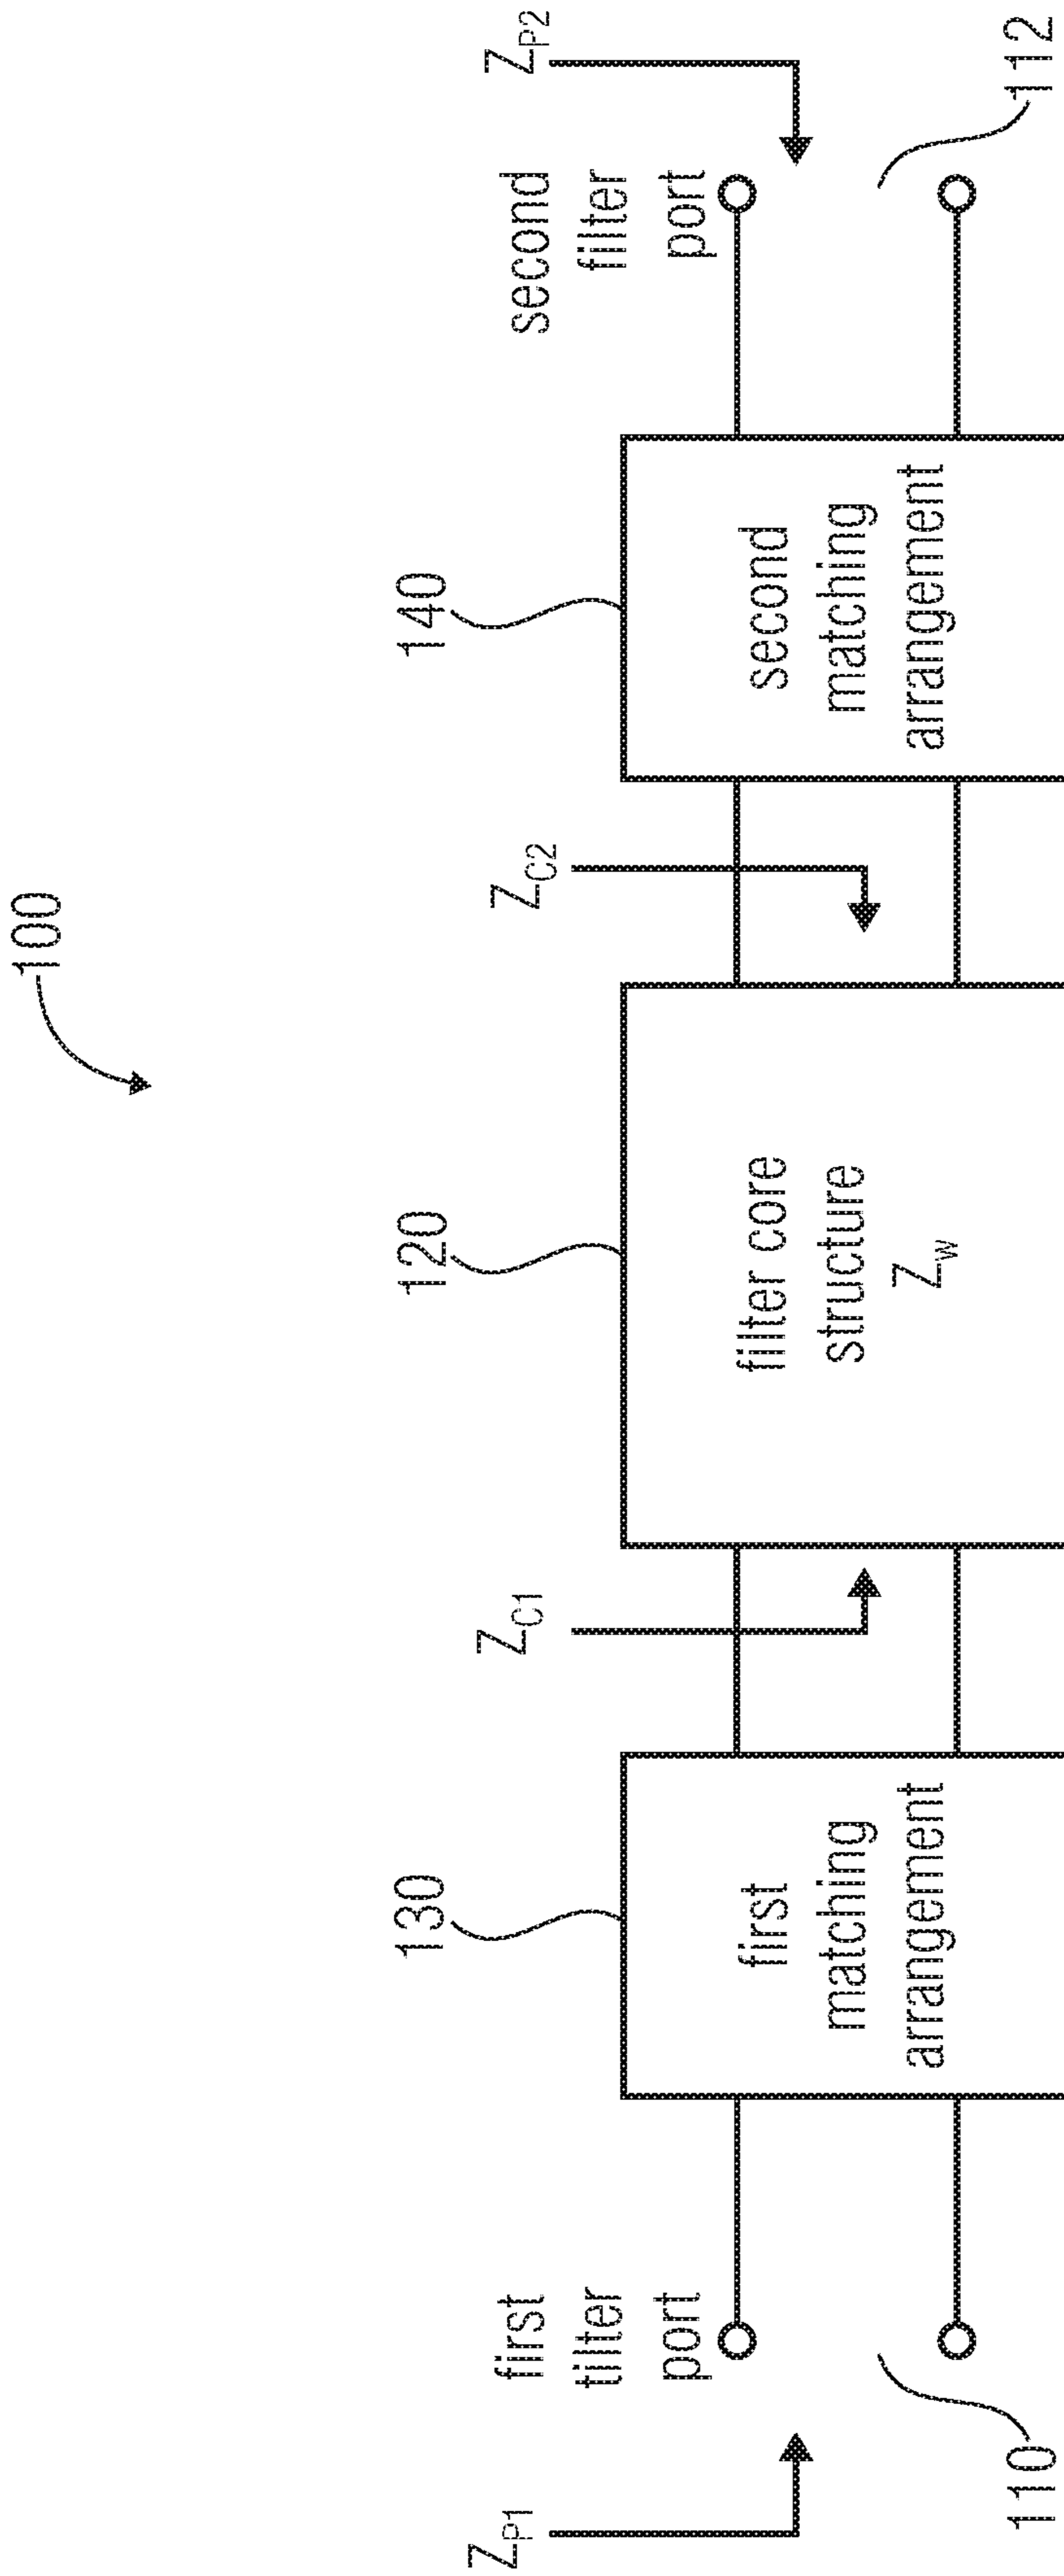 100
130
120
140
Z_P1
first
tilter
port
Z_C1
Z_C2
Z_P2
second
filter
port
first
matching
arrangement
filter core
structure
Z_w
second
matching
arrangement
110
112